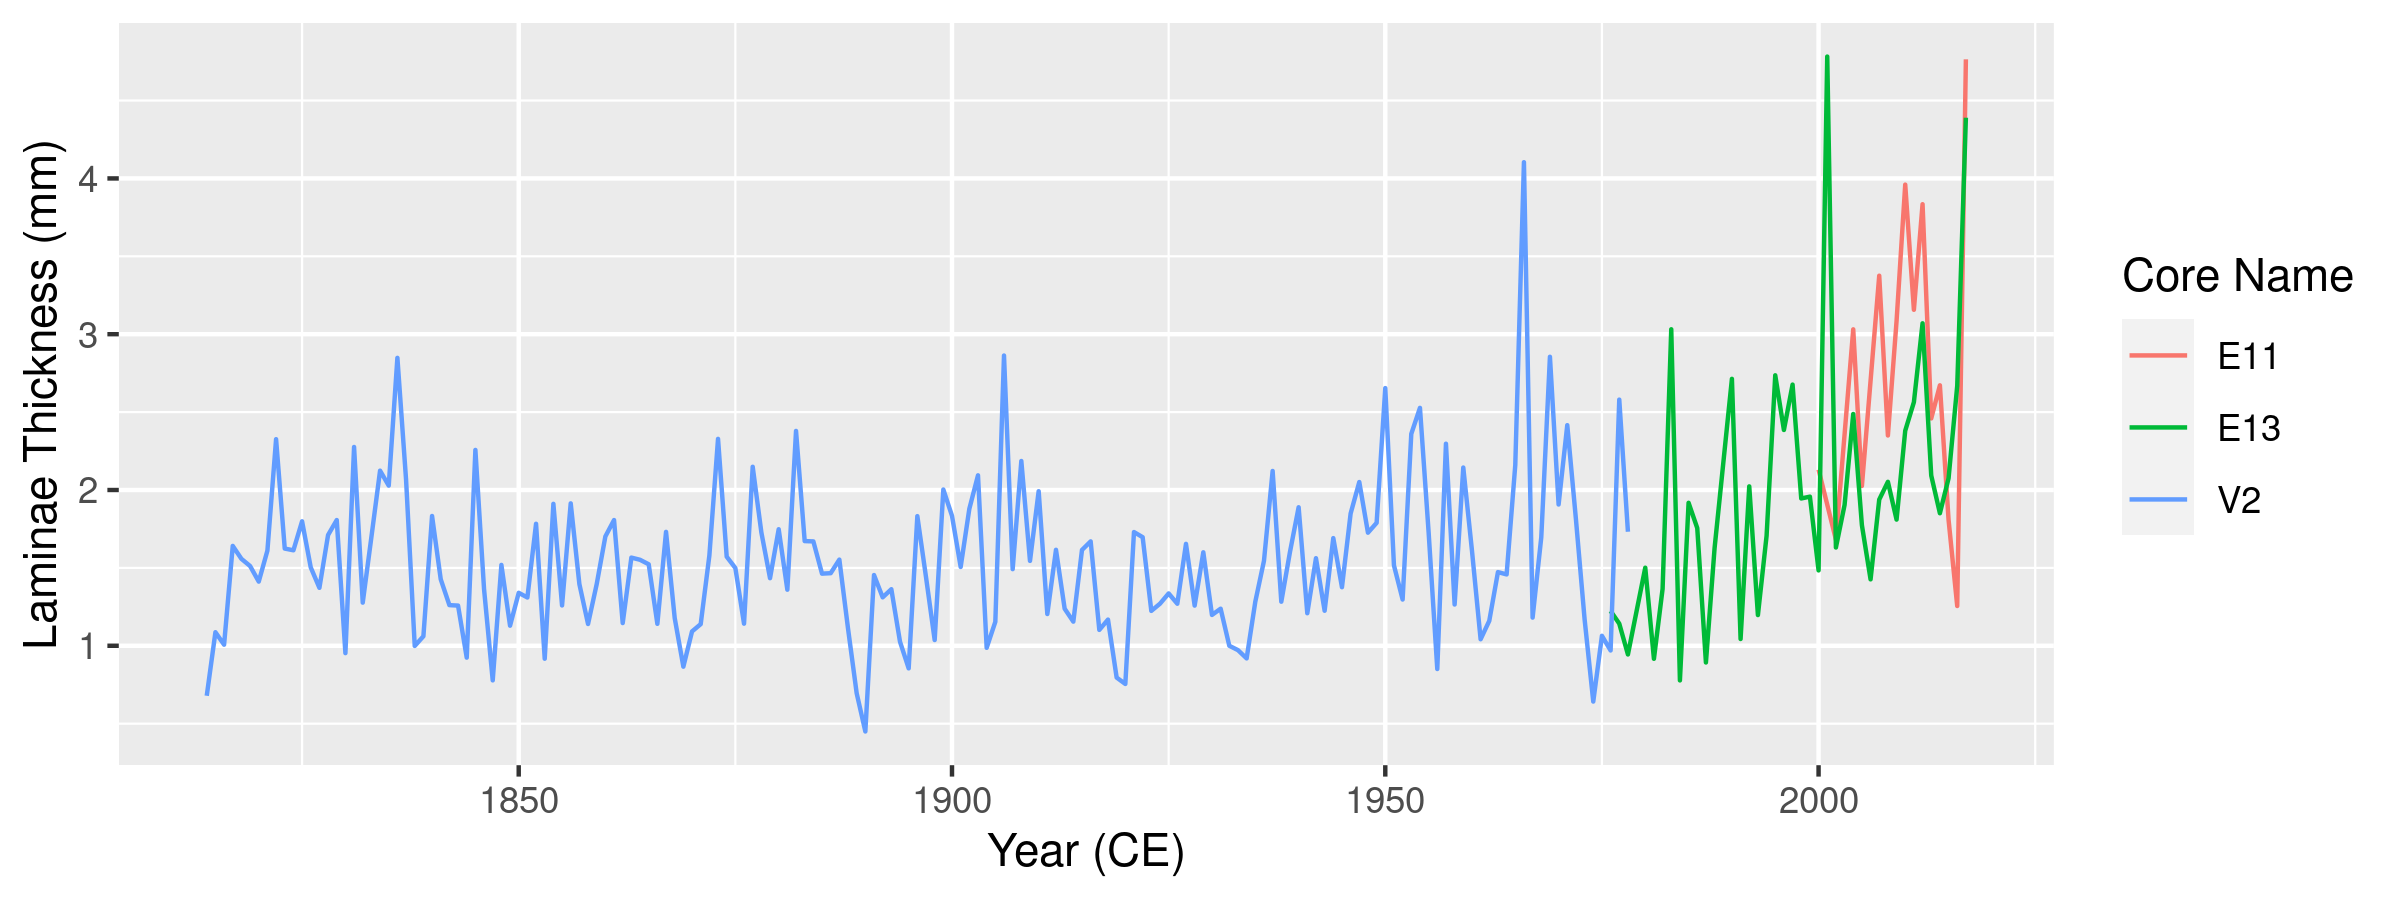 Laminae Thickness (mm)
4
3
2
1
1850
1900
1950
2000
Year (CE)
Core Name
E11
E13
V2